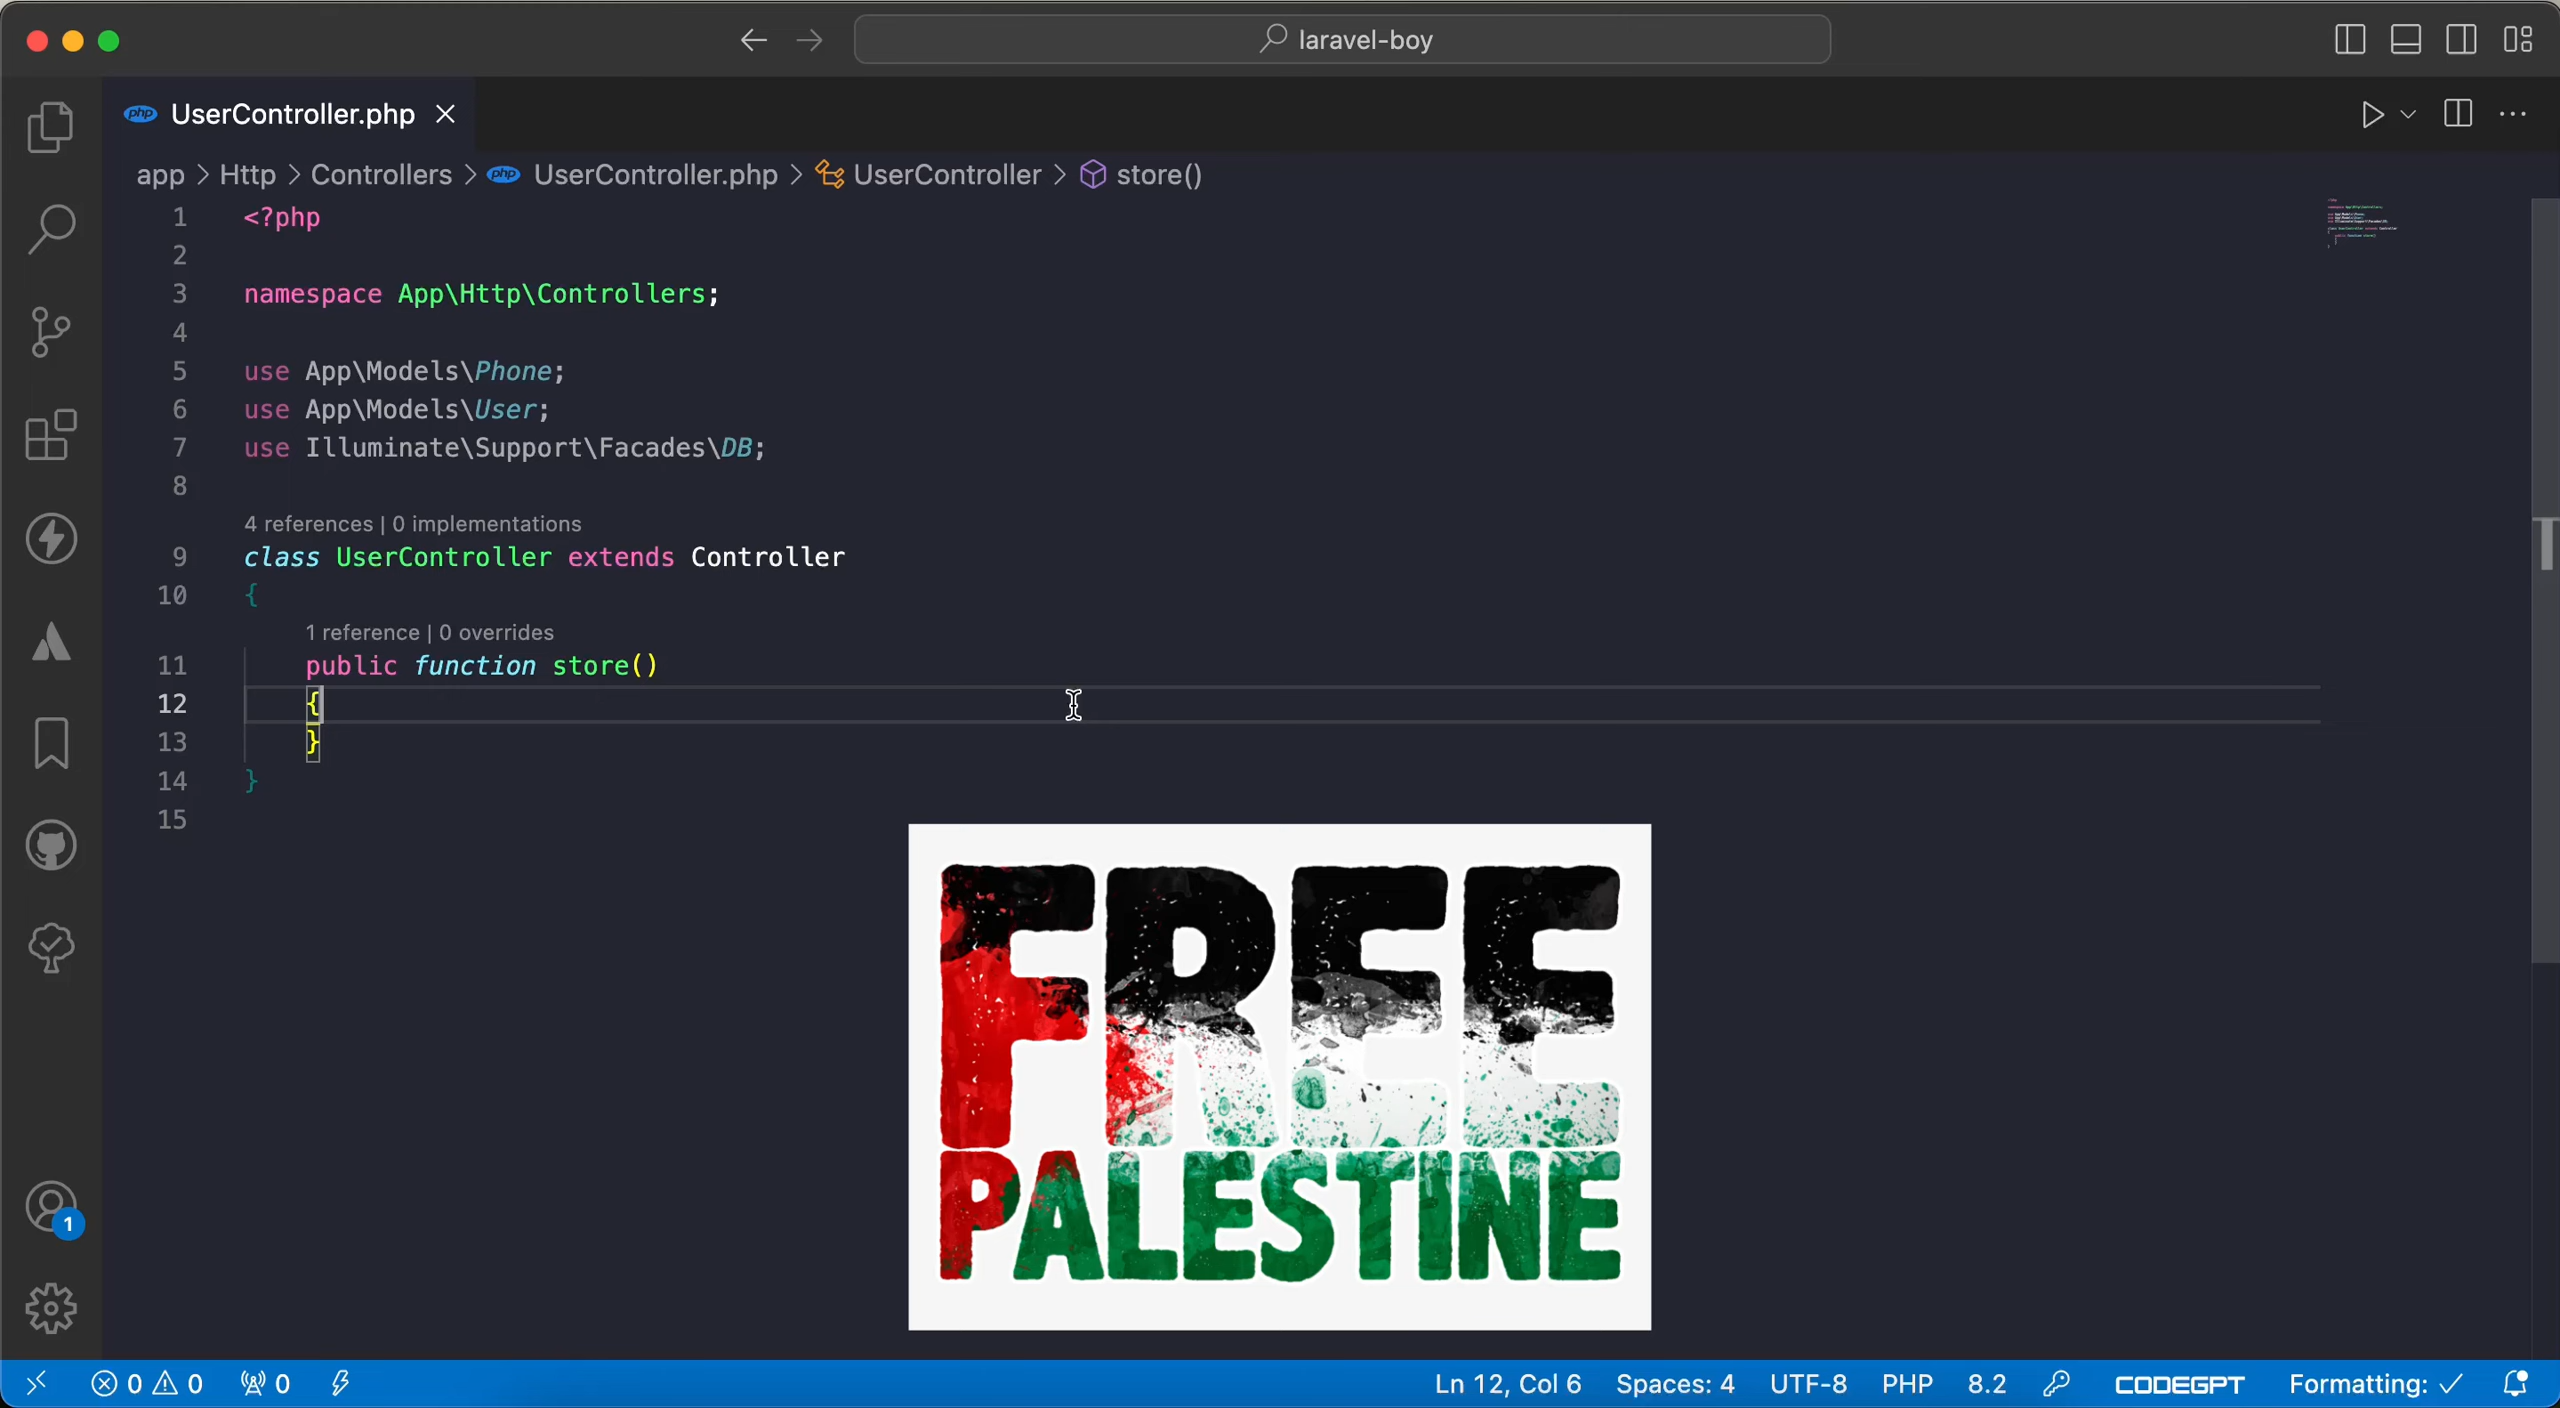 laravel-boy
php UserController.php
app > Http > Controllers > php UserController.php > UserController > store()
1 <?php
2
3 namespace App\Http\Controllers;
4
5 use App\Models\Phone;
6 use App\Models\User;
7 use Illuminate\Support\Facades\DB;
8
4 references | 0 implementations
9 class UserController extends Controller
10 {
1 reference | 0 overrides
11 public function store()
12 {
13 }
14 }
15
FREE
PALESTINE
1
0 0 0 Ln 12, Col 6 Spaces: 4 UTF-8 PHP 8.2 CODEGPT Formatting: ✓